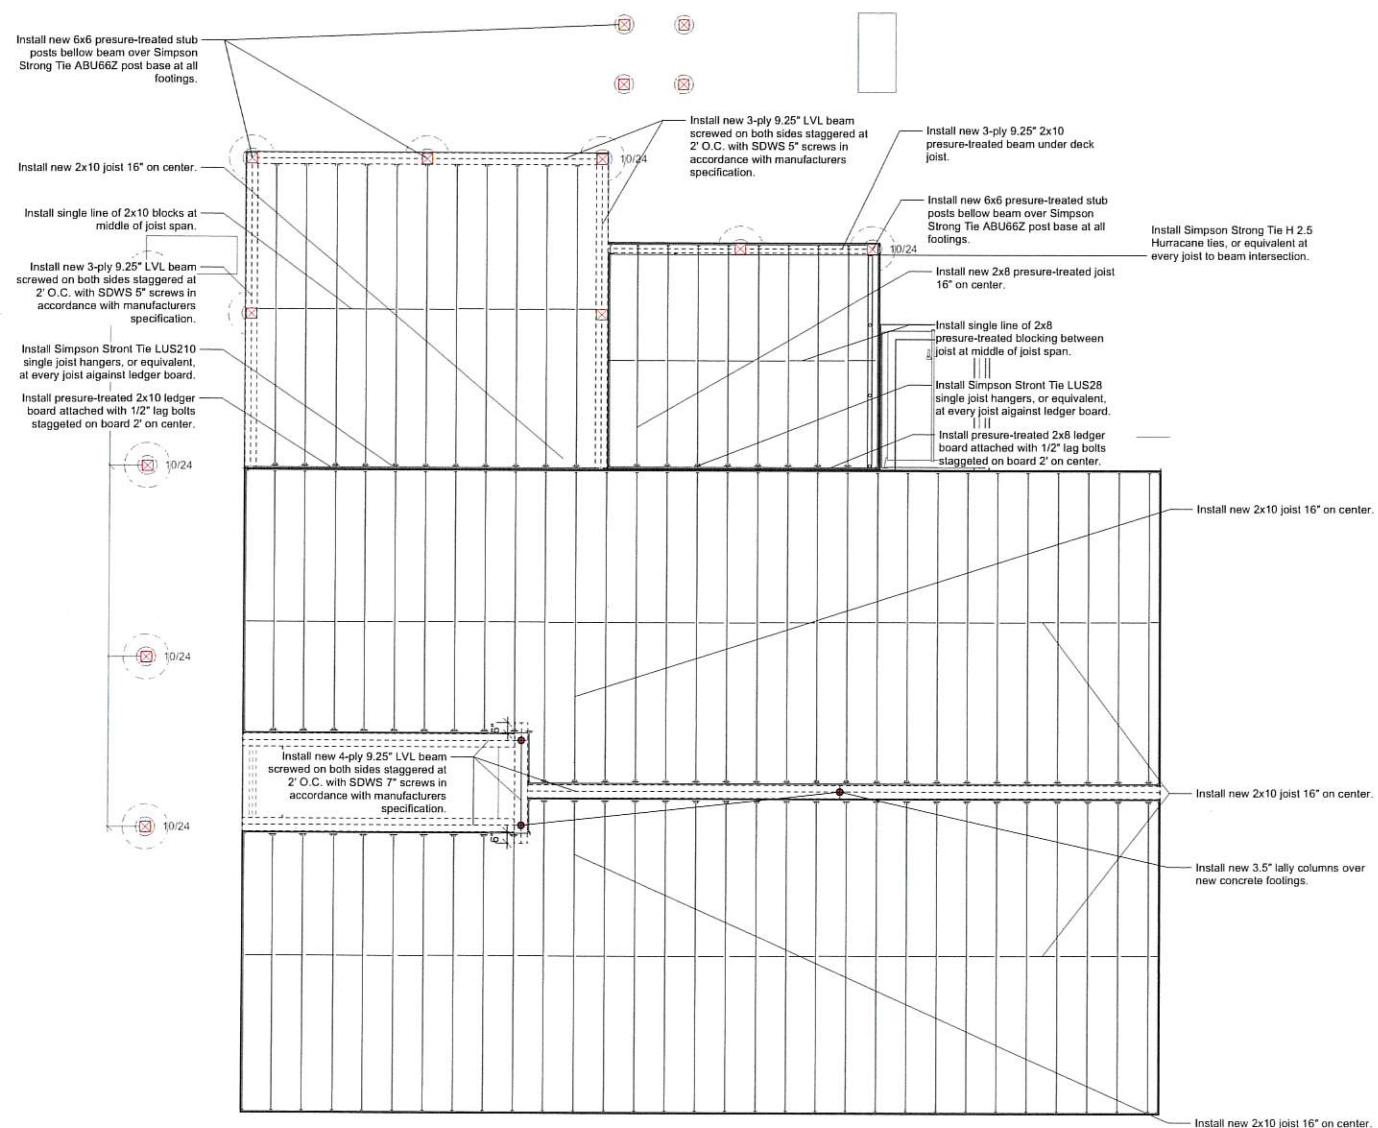 Install new 6x6 presure-treated stub
posts bellow beam over Simpson
Strong Tie ABU66Z post base at all
footings.
Install new 2x10 joist 16" on center.
Install single line of 2x10 blocks at
middle of joist span.
Install new 3-ply 9.25" LVL beam
screwed on both sides staggered at
2' O.C. with SDWS 5" screws in
accordance with manufacturers
specification.
Install Simpson Stront Tie LUS210
single joist hangers, or equivalent,
at every joist aigainst ledger board.
Install presure-treated 2x10 ledger
board attached with 1/2" lag bolts
staggeted on board 2' on center.
10/24
10/24
10/24
10/24
Install new 3-ply 9.25" LVL beam
screwed on both sides staggered at
2' O.C. with SDWS 5" screws in
accordance with manufacturers
specification.
Install new 3-ply 9.25" 2x10
presure-treated beam under deck
joist.
Install new 6x6 presure-treated stub
posts bellow beam over Simpson
Strong Tie ABU66Z post base at all
footings.
10/24
Install Simpson Strong Tie H 2.5
Hurracane ties, or equivalent at
every joist to beam intersection.
Install new 2x8 presure-treated joist
16" on center.
Install single line of 2x8
presure-treated blocking between
joist at middle of joist span.
Install Simpson Stront Tie LUS28
single joist hangers, or equivalent,
at every joist aigainst ledger board.
Install presure-treated 2x8 ledger
board attached with 1/2" lag bolts
staggeted on board 2' on center.
Install new 2x10 joist 16" on center.
6"
Install new 4-ply 9.25" LVL beam
screwed on both sides staggered at
2' O.C. with SDWS 7" screws in
accordance with manufacturers
specification.
6"
Install new 2x10 joist 16" on center.
Install new 3.5" lally columns over
new concrete footings.
Install new 2x10 joist 16" on center.